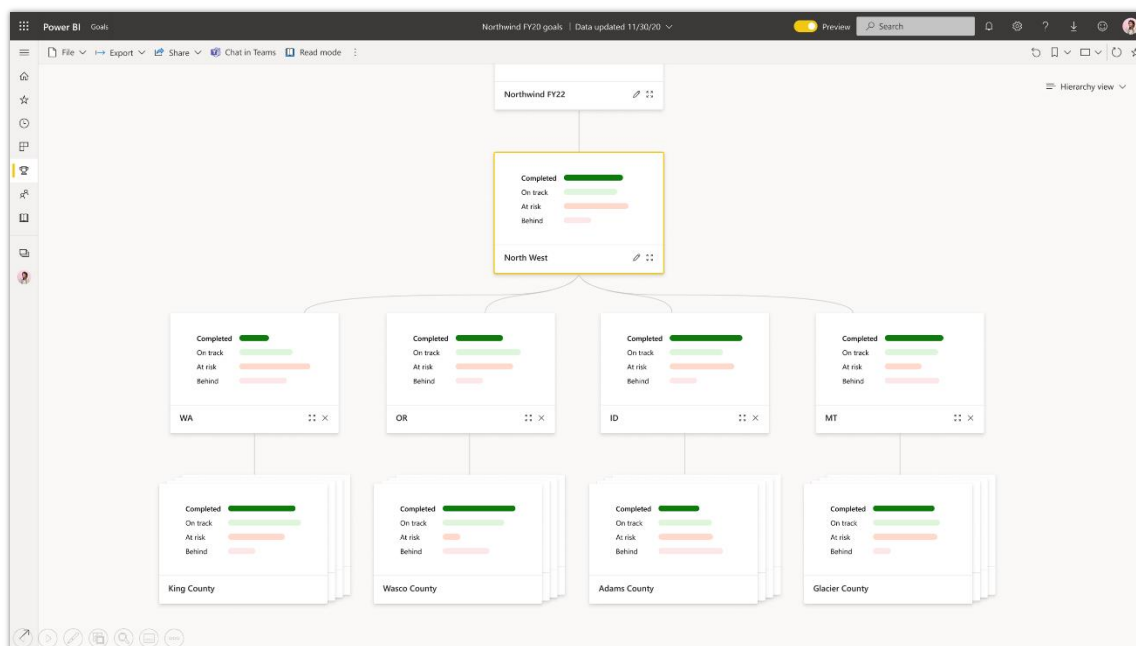 Power BI Goals Northwind FY20 goals | Data updated 11/30/20 Preview Search
File Export Share Chat in Teams Read mode
Hierarchy view
Northwind FY22
Completed
On track
At risk
Behind
North West
Completed
On track
At risk
Behind
WA
Completed
On track
At risk
Behind
OR
Completed
On track
At risk
Behind
ID
Completed
On track
At risk
Behind
MT
Completed
On track
At risk
Behind
King County
Completed
On track
At risk
Behind
Wasco County
Completed
On track
At risk
Behind
Adams County
Completed
On track
At risk
Behind
Glacier County